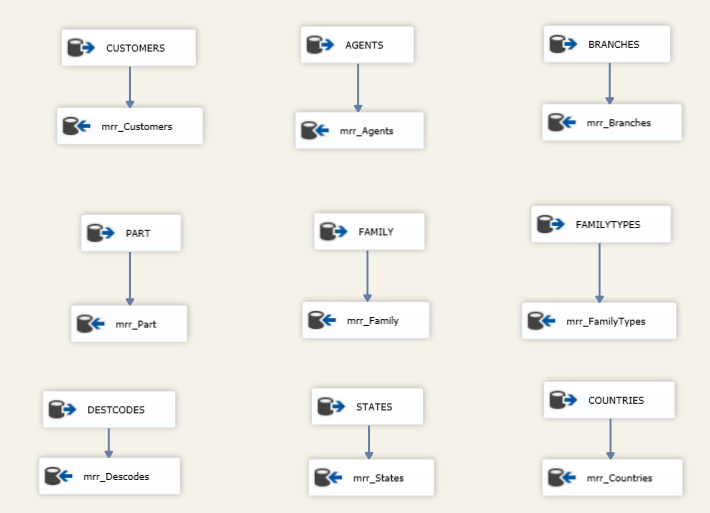 CUSTOMERS
AGENTS
BRANCHES
mrr_Customers
mrr_Agents
mrr_Branches
PART
FAMILY
FAMILYTYPES
mrr_Part
mrr_Family
mrr_FamilyTypes
DESTCODES
STATES
COUNTRIES
mrr_Descodes
mrr_States
mrr_Countries